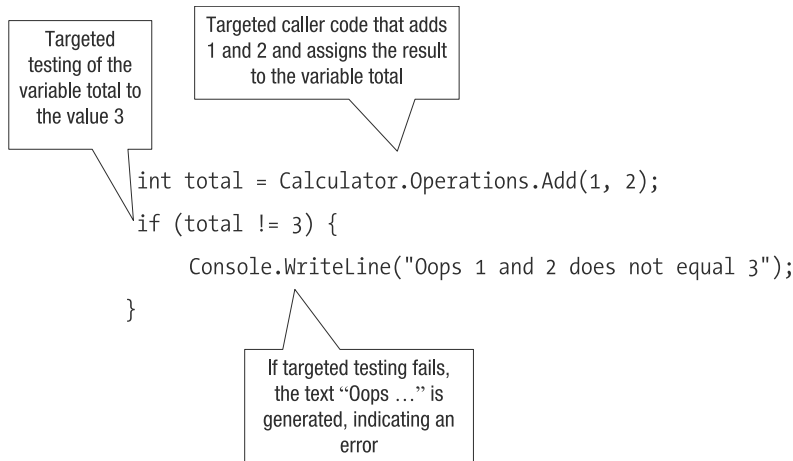 Targeted
testing of the
variable total to
the value 3
Targeted caller code that adds
1 and 2 and assigns the result
to the variable total
int total = Calculator.Operations.Add(1, 2);
if (total != 3) {
Console.WriteLine("Oops 1 and 2 does not equal 3");
}
If targeted testing fails,
the text “Oops ...” is
generated, indicating an
error